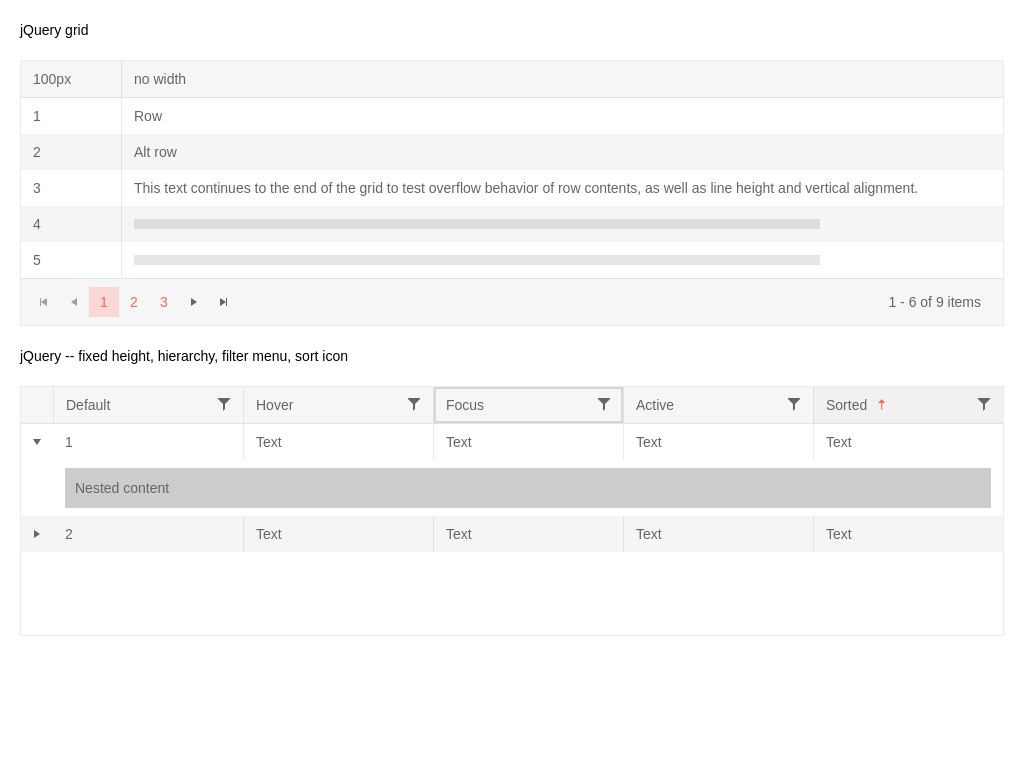 jQuery grid
100px no width
1 Row
2 Alt row
3 This text continues to the end of the grid to test overflow behavior of row contents, as well as line height and vertical alignment.
4
5
1 2 3 1 - 6 of 9 items
jQuery -- fixed height, hierarchy, filter menu, sort icon
Default Hover Focus Active Sorted
1 Text Text Text Text
Nested content
2 Text Text Text Text